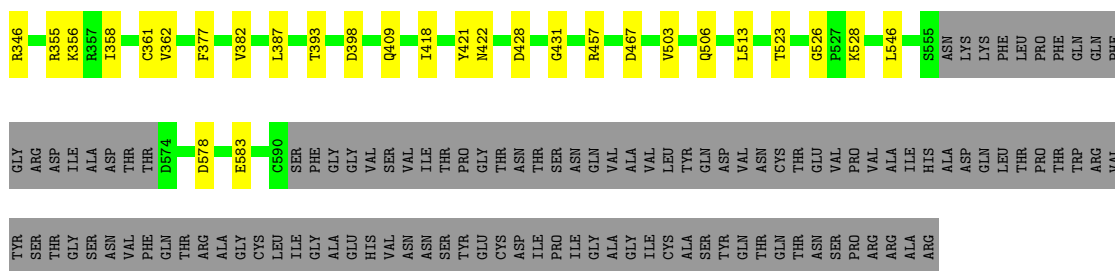 R346 R355 K356 R357 I358 C361 V362 F377 V382 L387 T393 D398 Q409 I418 Y421 N422 D428 G431 R457 D467 V503 Q506 L513 T523 G526 P527 K528 L546 S555 ASN LYS LYS PHE LEU PRO PHE GLN GLN PHE
GLY ARG ASP ILE ALA ASP THR THR D574 D578 E583 C590 SER PHE GLY GLY VAL SER VAL ILE THR PRO GLY THR ASN THR SER ASN GLN VAL ALA VAL LEU TYR GLN ASP VAL ASN CYS THR GLU VAL PRO VAL ALA ILE HIS ALA ASP GLN LEU THR PRO THR TRP ARG VAL
TYR SER THR GLY SER ASN VAL PHE GLN THR ARG ALA GLY CYS LEU ILE GLY ALA GLU HIS VAL ASN ASN SER TYR GLU CYS ASP ILE PRO ILE GLY ALA GLY ILE CYS ALA SER TYR GLN THR GLN THR ASN SER PRO ARG ARG ALA ARG